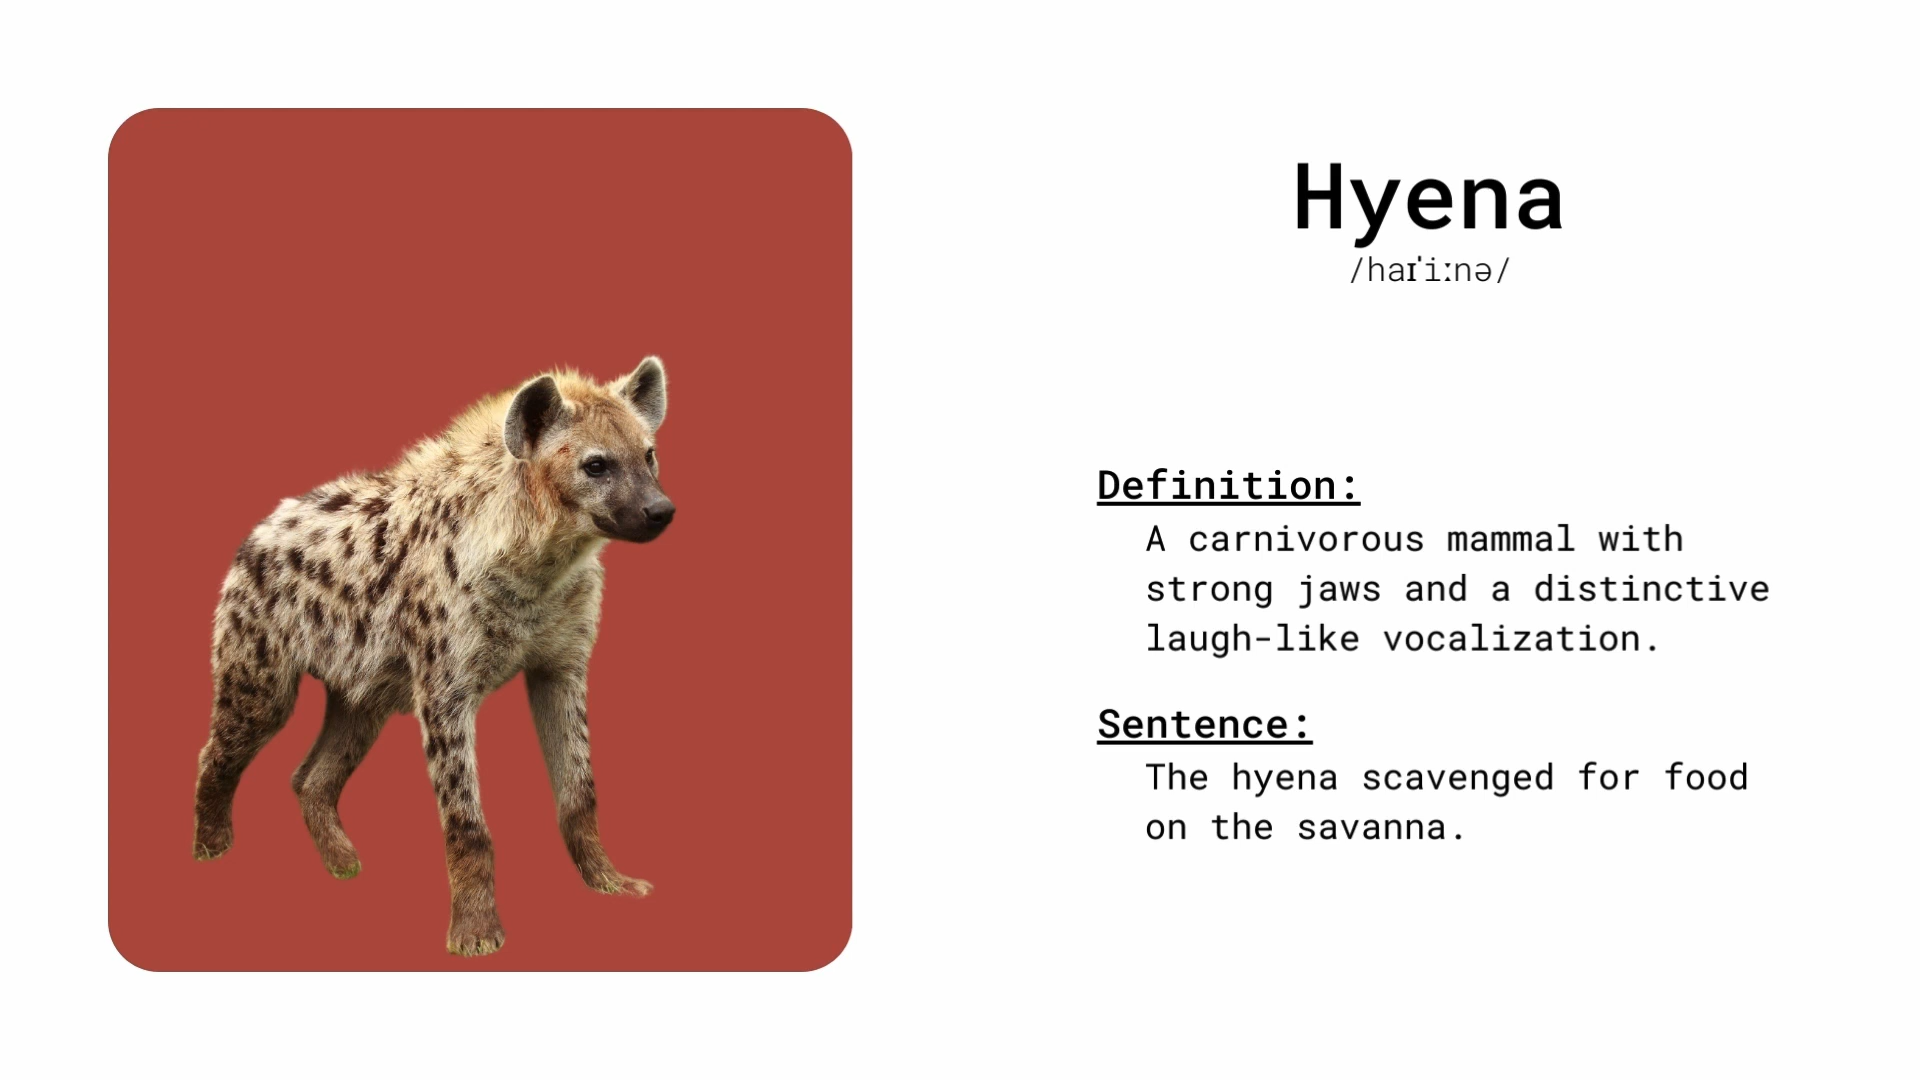 Hyena
/haɪˈiːnə/
Definition:
A carnivorous mammal with
strong jaws and a distinctive
laugh-like vocalization.
Sentence:
The hyena scavenged for food
on the savanna.